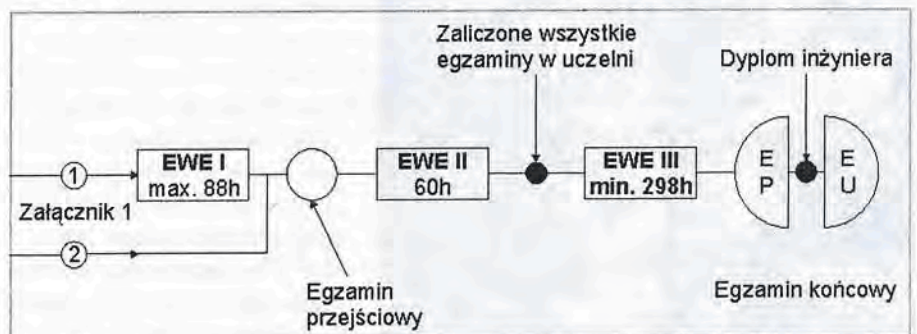 Zaliczone wszystkie
egzaminy w uczelni
Dyplom inżyniera
1
EWE I
max. 88h
EWE II
60h
EWE III
min. 298h
E
P
E
U
Załącznik 1
2
Egzamin
przejściowy
Egzamin końcowy